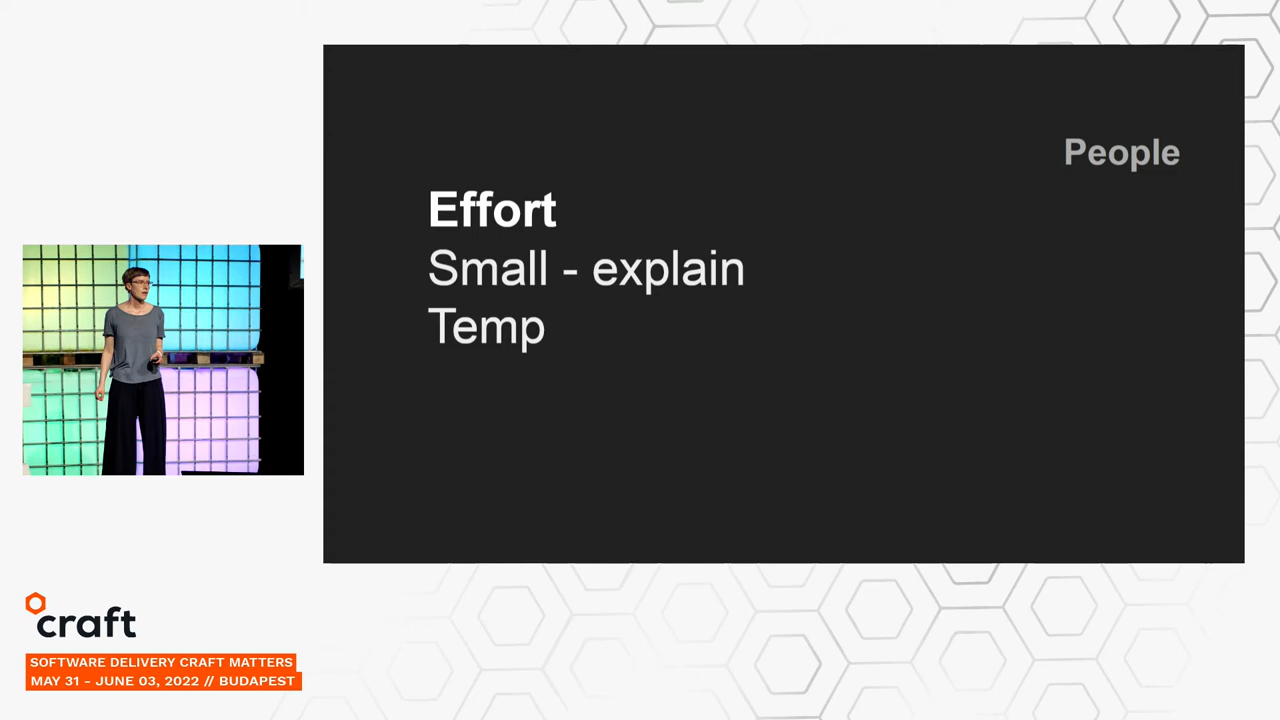 People
Effort
Small - explain
Temp
craft
SOFTWARE DELIVERY CRAFT MATTERS
MAY 31 - JUNE 03, 2022 // BUDAPEST